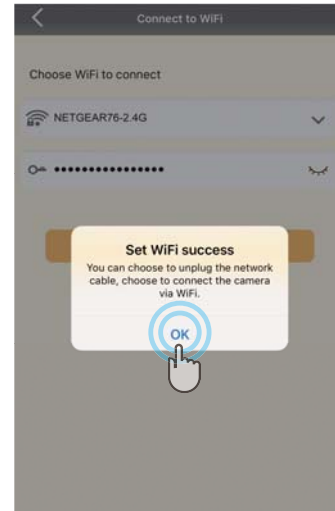 Connect to WiFi
Choose WiFi to connect
NETGEAR76-2.4G
••••••••••••••••
Set WiFi success
You can choose to unplug the network
cable, choose to connect the camera
via WiFi.
OK